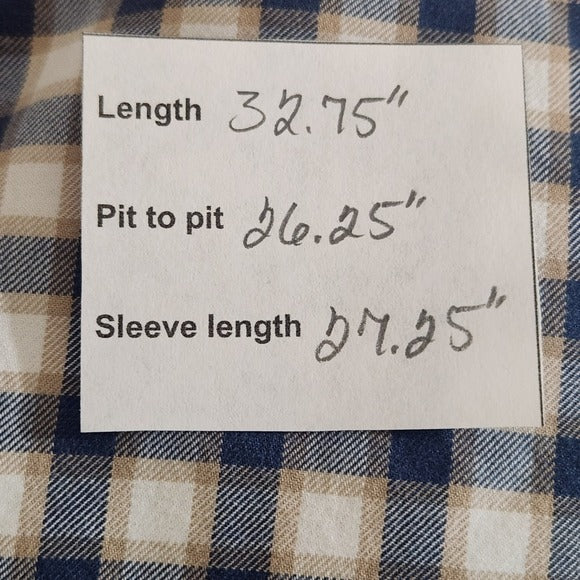 Length 32.75"
Pit to pit 26.25"
Sleeve length 27.25"